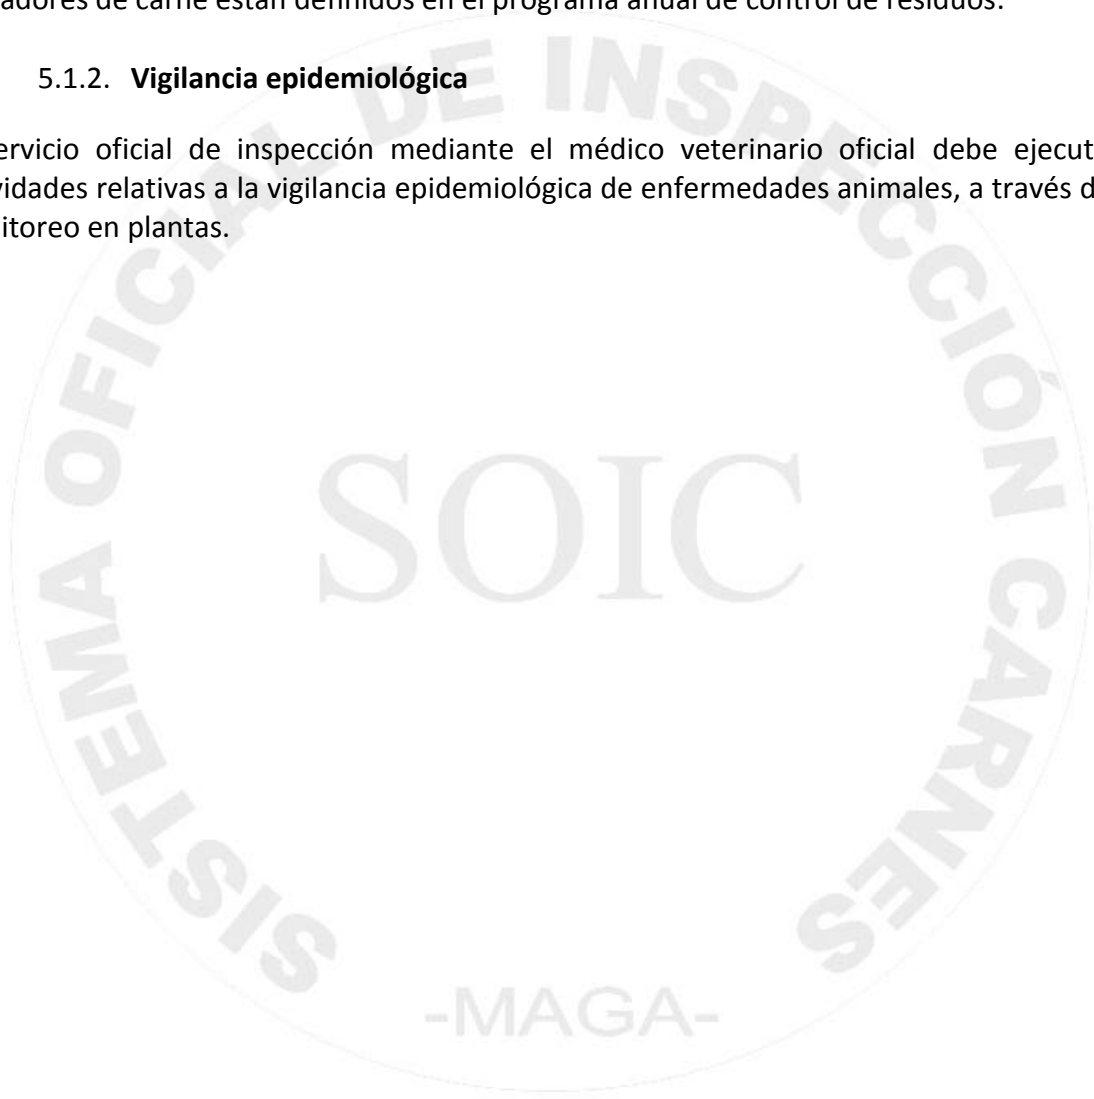 adores de carne están definidos en el programa anual de control de residuos.
5.1.2. Vigilancia epidemiológica
ervicio oficial de inspección mediante el médico veterinario oficial debe ejecut
vidades relativas a la vigilancia epidemiológica de enfermedades animales, a través d
itoreo en plantas.
SISTEMA OFICIAL DE INSPECCIÓN CARNES
SOIC
-MAGA-